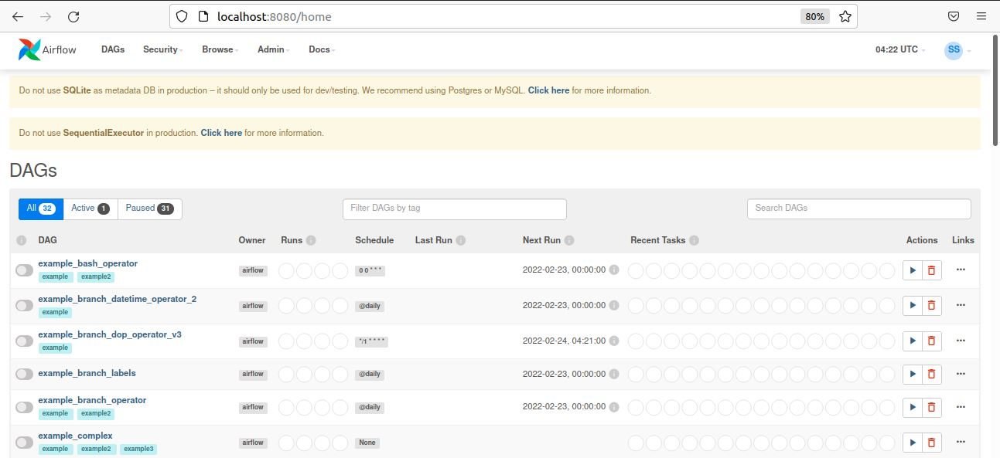 localhost:8080/home 80%
Airflow DAGs Security Browse Admin Docs 04:22 UTC SS
Do not use SQLite as metadata DB in production – it should only be used for dev/testing. We recommend using Postgres or MySQL. Click here for more information.
Do not use SequentialExecutor in production. Click here for more information.
DAGs
All 32 Active 1 Paused 31 Filter DAGs by tag Search DAGs
DAG Owner Runs Schedule Last Run Next Run Recent Tasks Actions Links
example_bash_operator
airflow 0 0 * * * 2022-02-23, 00:00:00
example example2
example_branch_datetime_operator_2
airflow @daily 2022-02-23, 00:00:00
example
example_branch_dop_operator_v3
airflow */1 * * * * 2022-02-24, 04:21:00
example
example_branch_labels airflow @daily 2022-02-23, 00:00:00
example_branch_operator
airflow @daily 2022-02-23, 00:00:00
example example2
example_complex
airflow None
example example2 example3